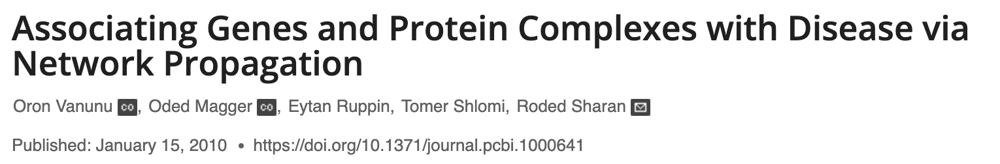 Associating Genes and Protein Complexes with Disease via
Network Propagation
Oron Vanunu co, Oded Magger co, Eytan Ruppin, Tomer Shlomi, Roded Sharan
Published: January 15, 2010 • https://doi.org/10.1371/journal.pcbi.1000641